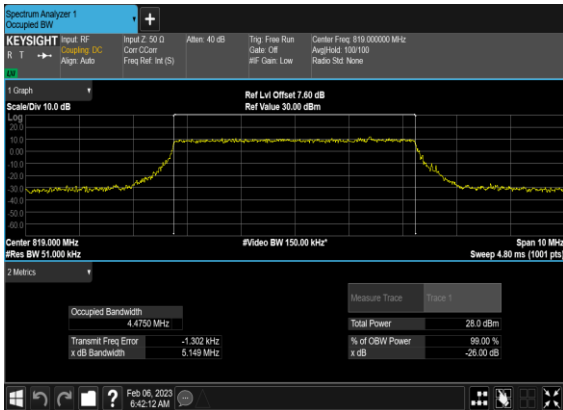 Spectrum Analyzer 1
Occupied BW
+
KEYSIGHT Input: RF Input Z: 50 Ω Atten: 40 dB Trig: Free Run Center Freq: 819.000000 MHz
R T Coupling: DC Corr CCorr Gate: Off Avg|Hold: 100/100
Align: Auto Freq Ref: Int (S) #IF Gain: Low Radio Std: None
1 Graph
Ref Lvl Offset 7.60 dB
Scale/Div 10.0 dB Ref Value 30.00 dBm
Log
20.0
10.0
0.00
-10.0
-20.0
-30.0
-40.0
-50.0
-60.0
Center 819.000 MHz #Video BW 150.00 kHz* Span 10 MHz
#Res BW 51.000 kHz Sweep 4.80 ms (1001 pts)
2 Metrics
Measure Trace Trace 1
Occupied Bandwidth
4.4750 MHz Total Power 28.0 dBm
Transmit Freq Error -1.302 kHz % of OBW Power 99.00 %
x dB Bandwidth 5.149 MHz x dB -26.00 dB
? Feb 06, 2023
6:42:12 AM